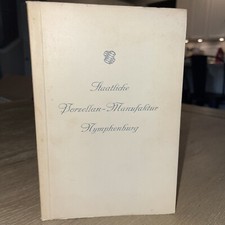 Staatliche
Porzellan-Manufaktur
Nymphenburg